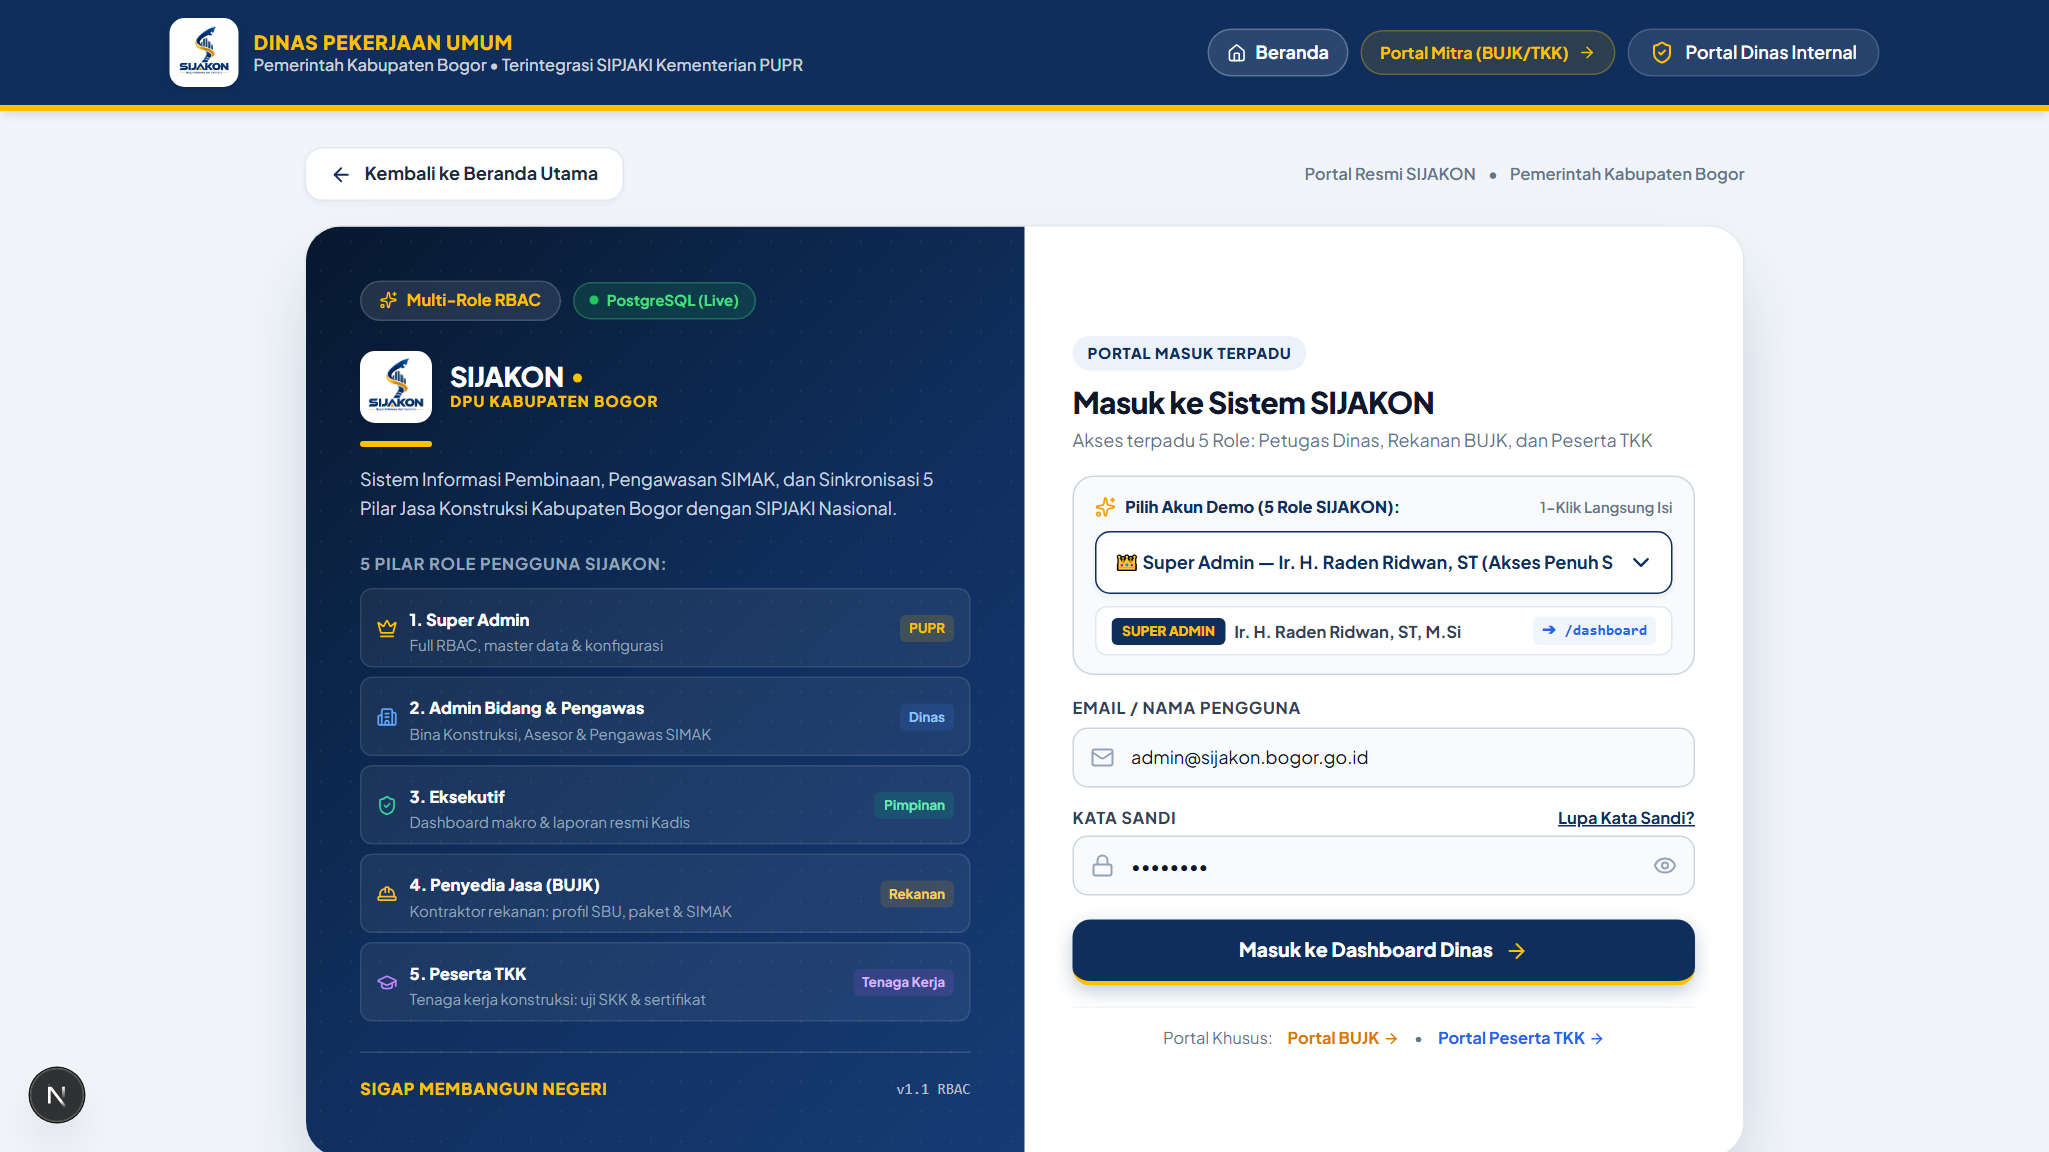 SIJAKON
DINAS PEKERJAAN UMUM
Pemerintah Kabupaten Bogor • Terintegrasi SIPJAKI Kementerian PUPR
Beranda
Portal Mitra (BUJK/TKK) →
Portal Dinas Internal
← Kembali ke Beranda Utama
Portal Resmi SIJAKON • Pemerintah Kabupaten Bogor
Multi-Role RBAC
PostgreSQL (Live)
SIJAKON
SIJAKON •
DPU KABUPATEN BOGOR
Sistem Informasi Pembinaan, Pengawasan SIMAK, dan Sinkronisasi 5
Pilar Jasa Konstruksi Kabupaten Bogor dengan SIPJAKI Nasional.
5 PILAR ROLE PENGGUNA SIJAKON:
1. Super Admin
Full RBAC, master data & konfigurasi
PUPR
2. Admin Bidang & Pengawas
Bina Konstruksi, Asesor & Pengawas SIMAK
Dinas
3. Eksekutif
Dashboard makro & laporan resmi Kadis
Pimpinan
4. Penyedia Jasa (BUJK)
Kontraktor rekanan: profil SBU, paket & SIMAK
Rekanan
5. Peserta TKK
Tenaga kerja konstruksi: uji SKK & sertifikat
Tenaga Kerja
SIGAP MEMBANGUN NEGERI
v1.1 RBAC
PORTAL MASUK TERPADU
Masuk ke Sistem SIJAKON
Akses terpadu 5 Role: Petugas Dinas, Rekanan BUJK, dan Peserta TKK
Pilih Akun Demo (5 Role SIJAKON):
1-Klik Langsung Isi
Super Admin — Ir. H. Raden Ridwan, ST (Akses Penuh S
SUPER ADMIN Ir. H. Raden Ridwan, ST, M.Si
→ /dashboard
EMAIL / NAMA PENGGUNA
admin@sijakon.bogor.go.id
KATA SANDI
Lupa Kata Sandi?
••••••••
Masuk ke Dashboard Dinas →
Portal Khusus: Portal BUJK → • Portal Peserta TKK →
N